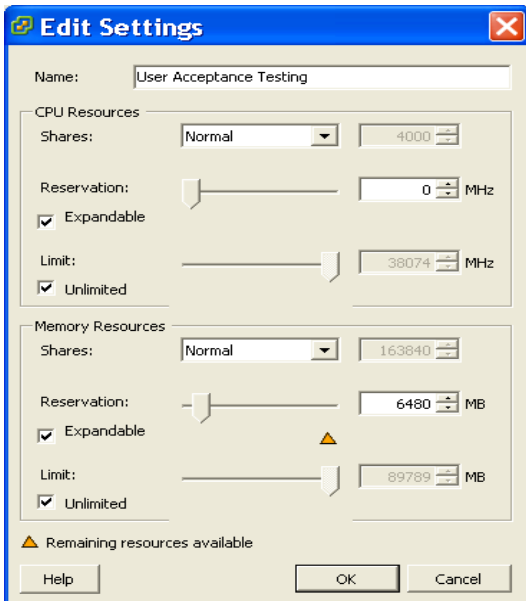 Edit Settings
Name: User Acceptance Testing
CPU Resources
Shares: Normal 4000
Reservation: 0 MHz
Expandable
Limit: 38074 MHz
Unlimited
Memory Resources
Shares: Normal 163840
Reservation: 6480 MB
Expandable
Limit: 89789 MB
Unlimited
Remaining resources available
Help OK Cancel